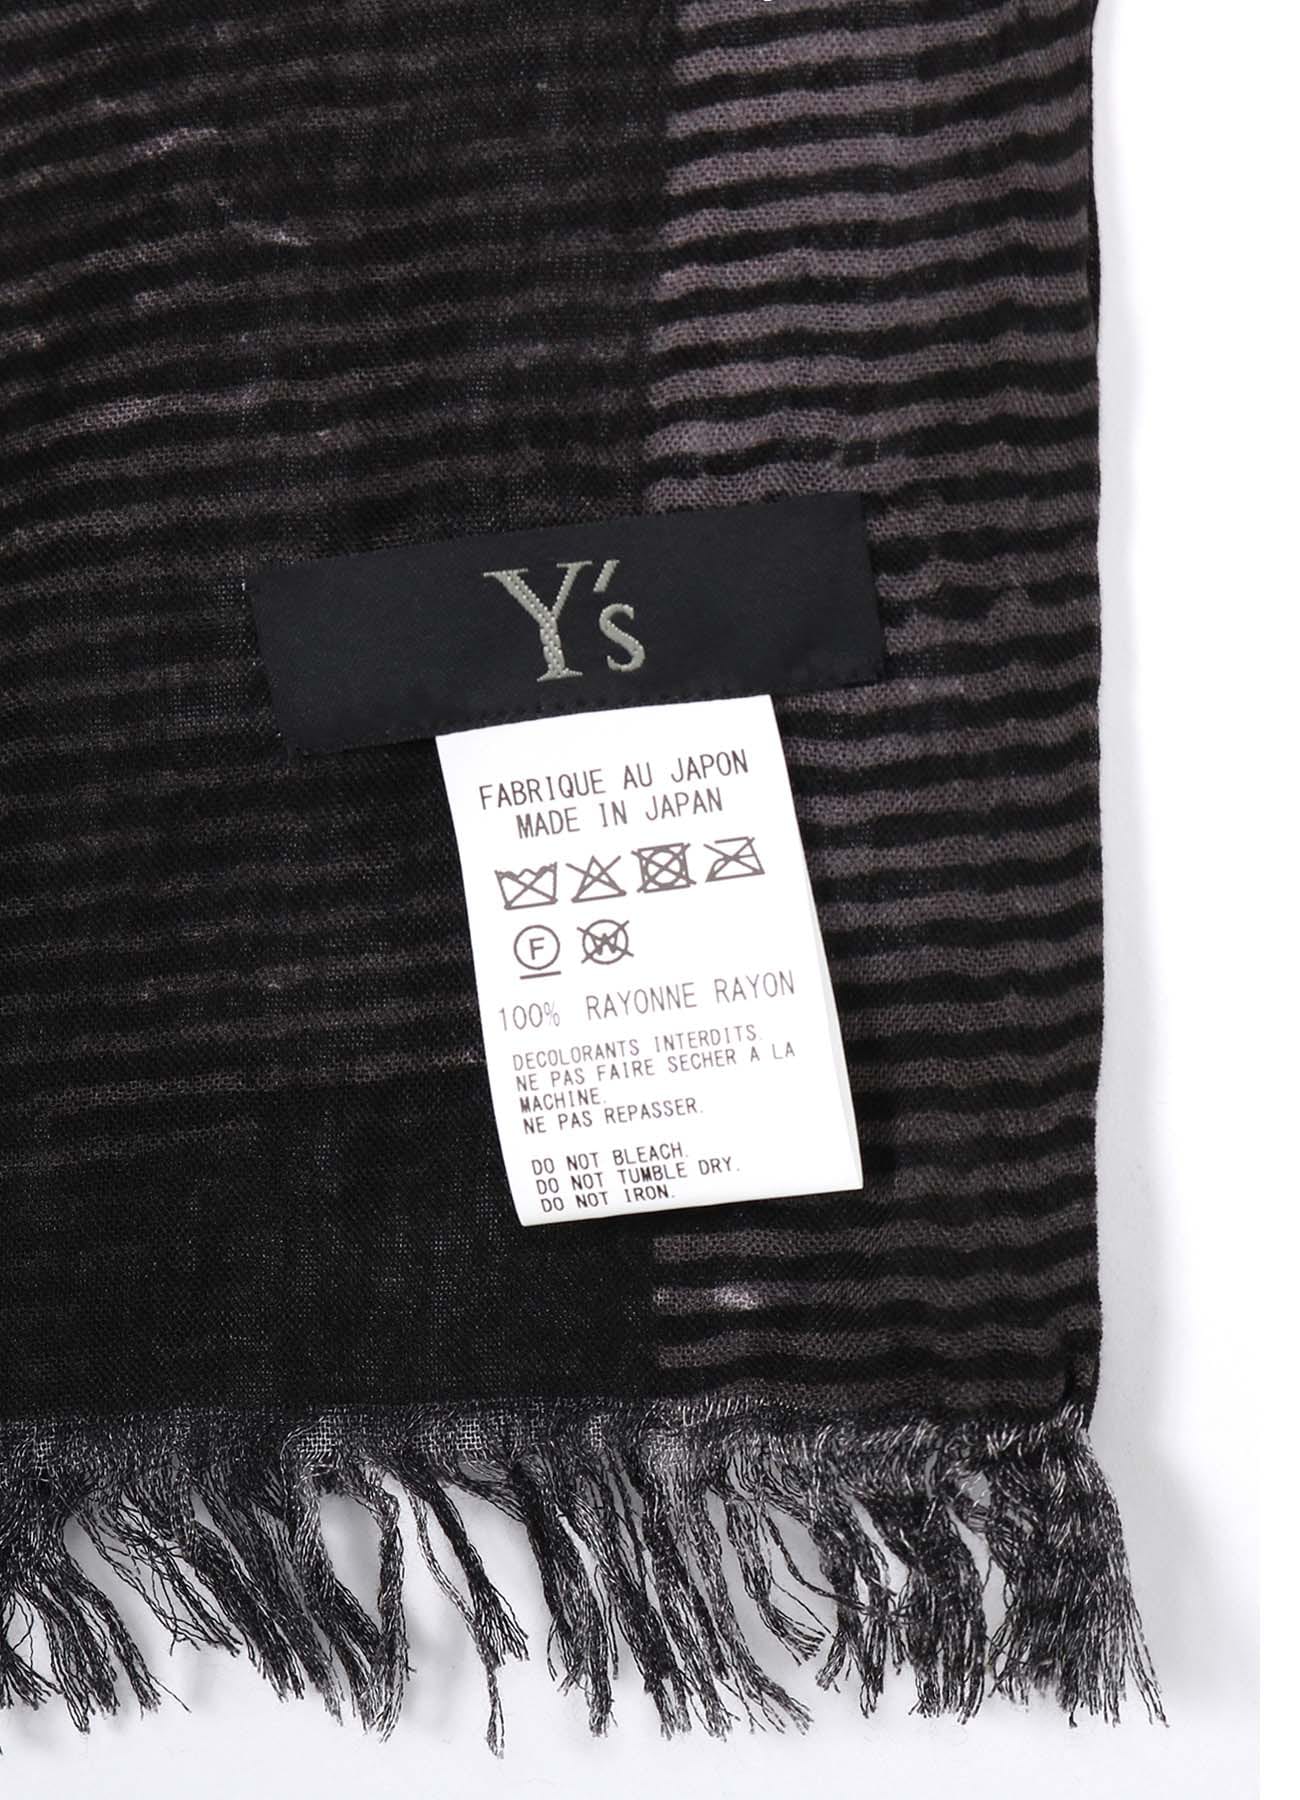 Y's
FABRIQUE AU JAPON
MADE IN JAPAN
F
W
100% RAYONNE RAYON
DECOLORANTS INTERDITS.
NE PAS FAIRE SECHER A LA
MACHINE.
NE PAS REPASSER.
DO NOT BLEACH.
DO NOT TUMBLE DRY.
DO NOT IRON.